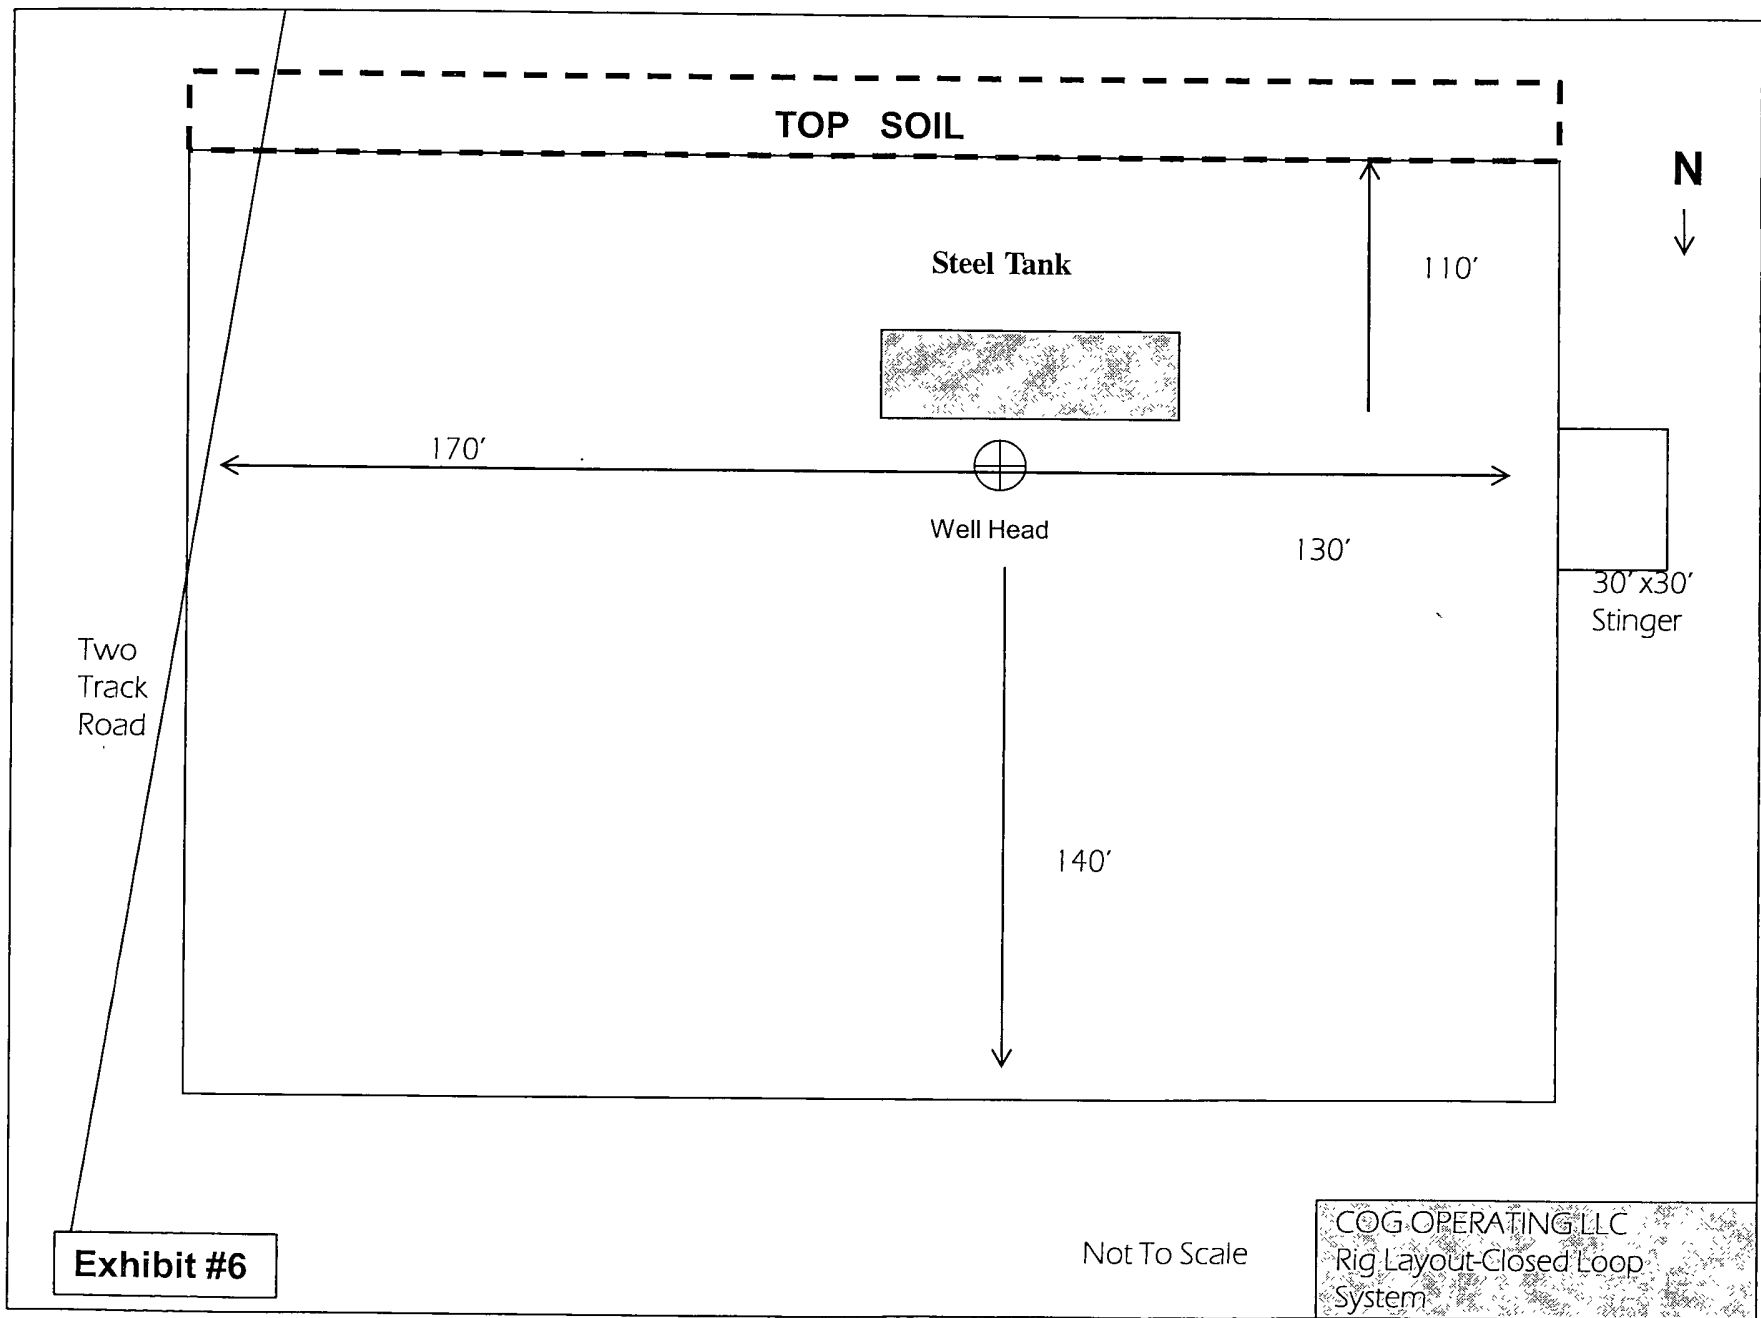 TOP SOIL
N
Steel Tank
110'
170'
Well Head
130'
30'x30'
Stinger
Two
Track
Road
140'
Exhibit #6
Not To Scale
COG OPERATING LLC
Rig Layout-Closed Loop
System